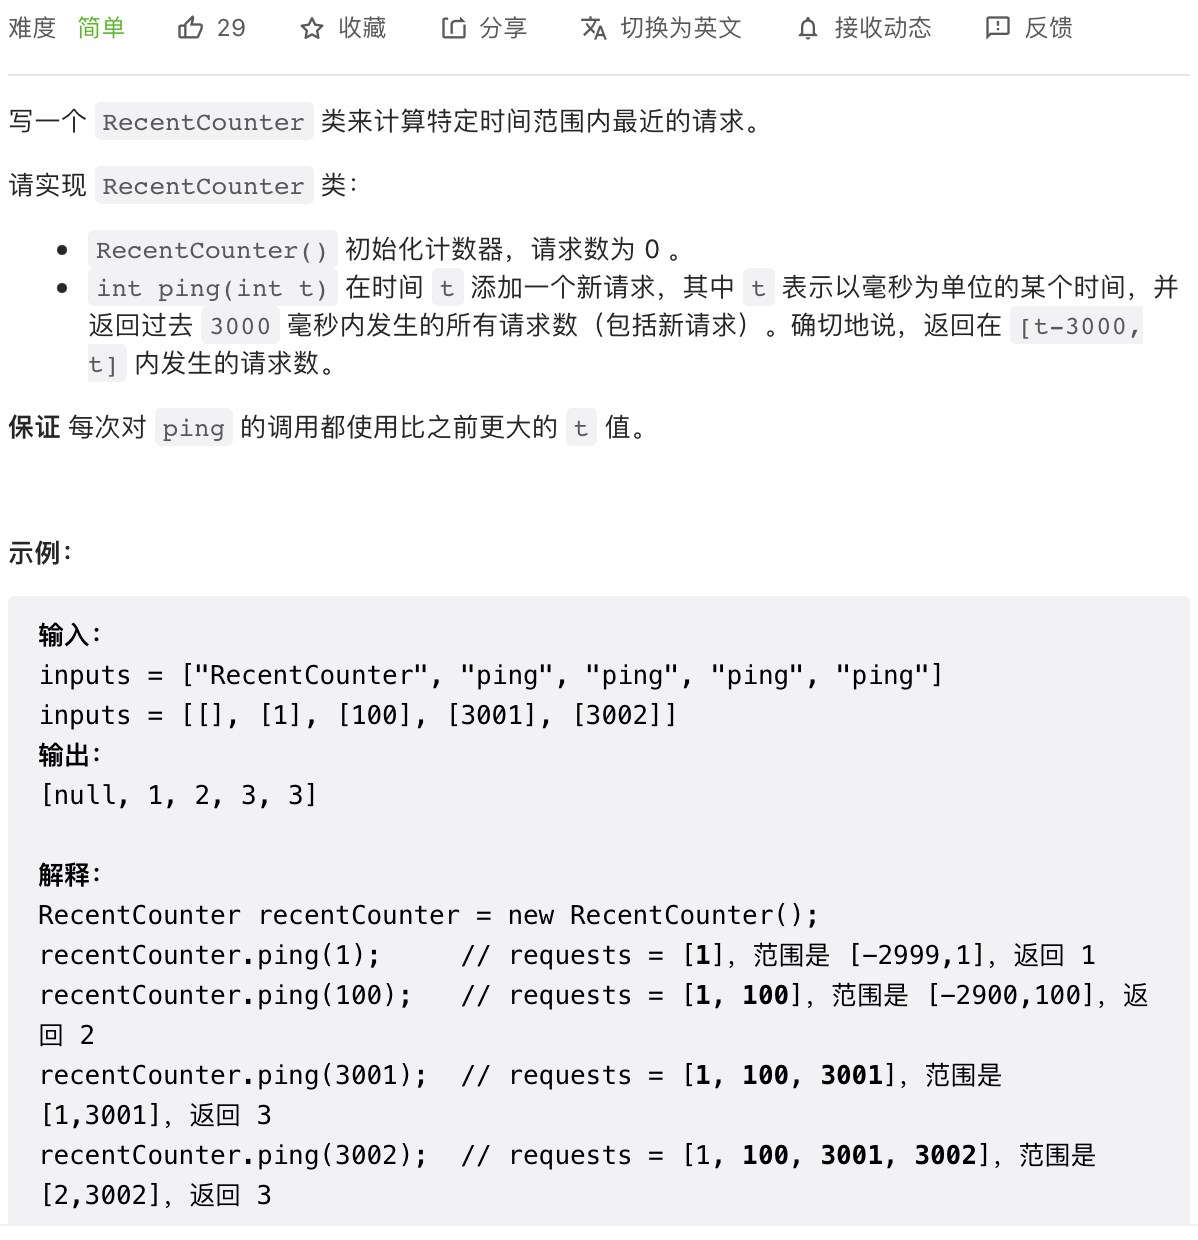 难度 简单 29 收藏 分享 切换为英文 接收动态 反馈
写一个 RecentCounter 类来计算特定时间范围内最近的请求。
请实现 RecentCounter 类：
• RecentCounter() 初始化计数器，请求数为 0 。
• int ping(int t) 在时间 t 添加一个新请求，其中 t 表示以毫秒为单位的某个时间，并
返回过去 3000 毫秒内发生的所有请求数（包括新请求）。确切地说，返回在 [t-3000,
t] 内发生的请求数。
保证 每次对 ping 的调用都使用比之前更大的 t 值。
示例：
输入：
inputs = ["RecentCounter", "ping", "ping", "ping", "ping"]
inputs = [[], [1], [100], [3001], [3002]]
输出：
[null, 1, 2, 3, 3]
解释：
RecentCounter recentCounter = new RecentCounter();
recentCounter.ping(1);     // requests = [1]，范围是 [-2999,1]，返回 1
recentCounter.ping(100);   // requests = [1, 100]，范围是 [-2900,100]，返
回 2
recentCounter.ping(3001);  // requests = [1, 100, 3001]，范围是
[1,3001]，返回 3
recentCounter.ping(3002);  // requests = [1, 100, 3001, 3002]，范围是
[2,3002]，返回 3